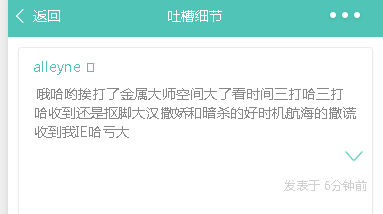 返回 吐槽细节
alleyne
哦哈哟挨打了金属大师空间大了看时间三打哈三打
哈收到还是抠脚大汉撒娇和暗杀的好时机航海的撒谎
收到我IE哈亏大
发表于 6分钟前